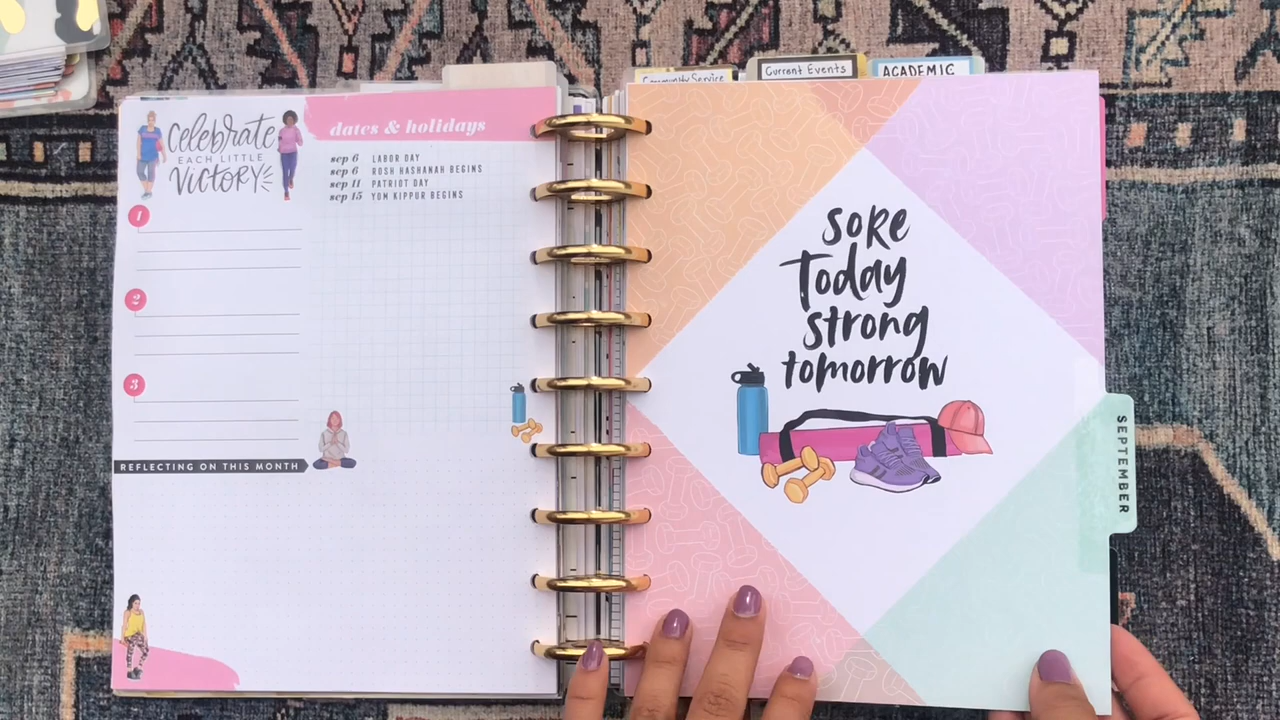 Community Service
Current Events
ACADEMIC
celebrate
EACH LITTLE
VICTORY
dates & holidays
sep 6 LABOR DAY
sep 6 ROSH HASHANAH BEGINS
sep 11 PATRIOT DAY
sep 15 YOM KIPPUR BEGINS
1
2
3
REFLECTING ON THIS MONTH
sore
Today
strong
tomorrow
SEPTEMBER